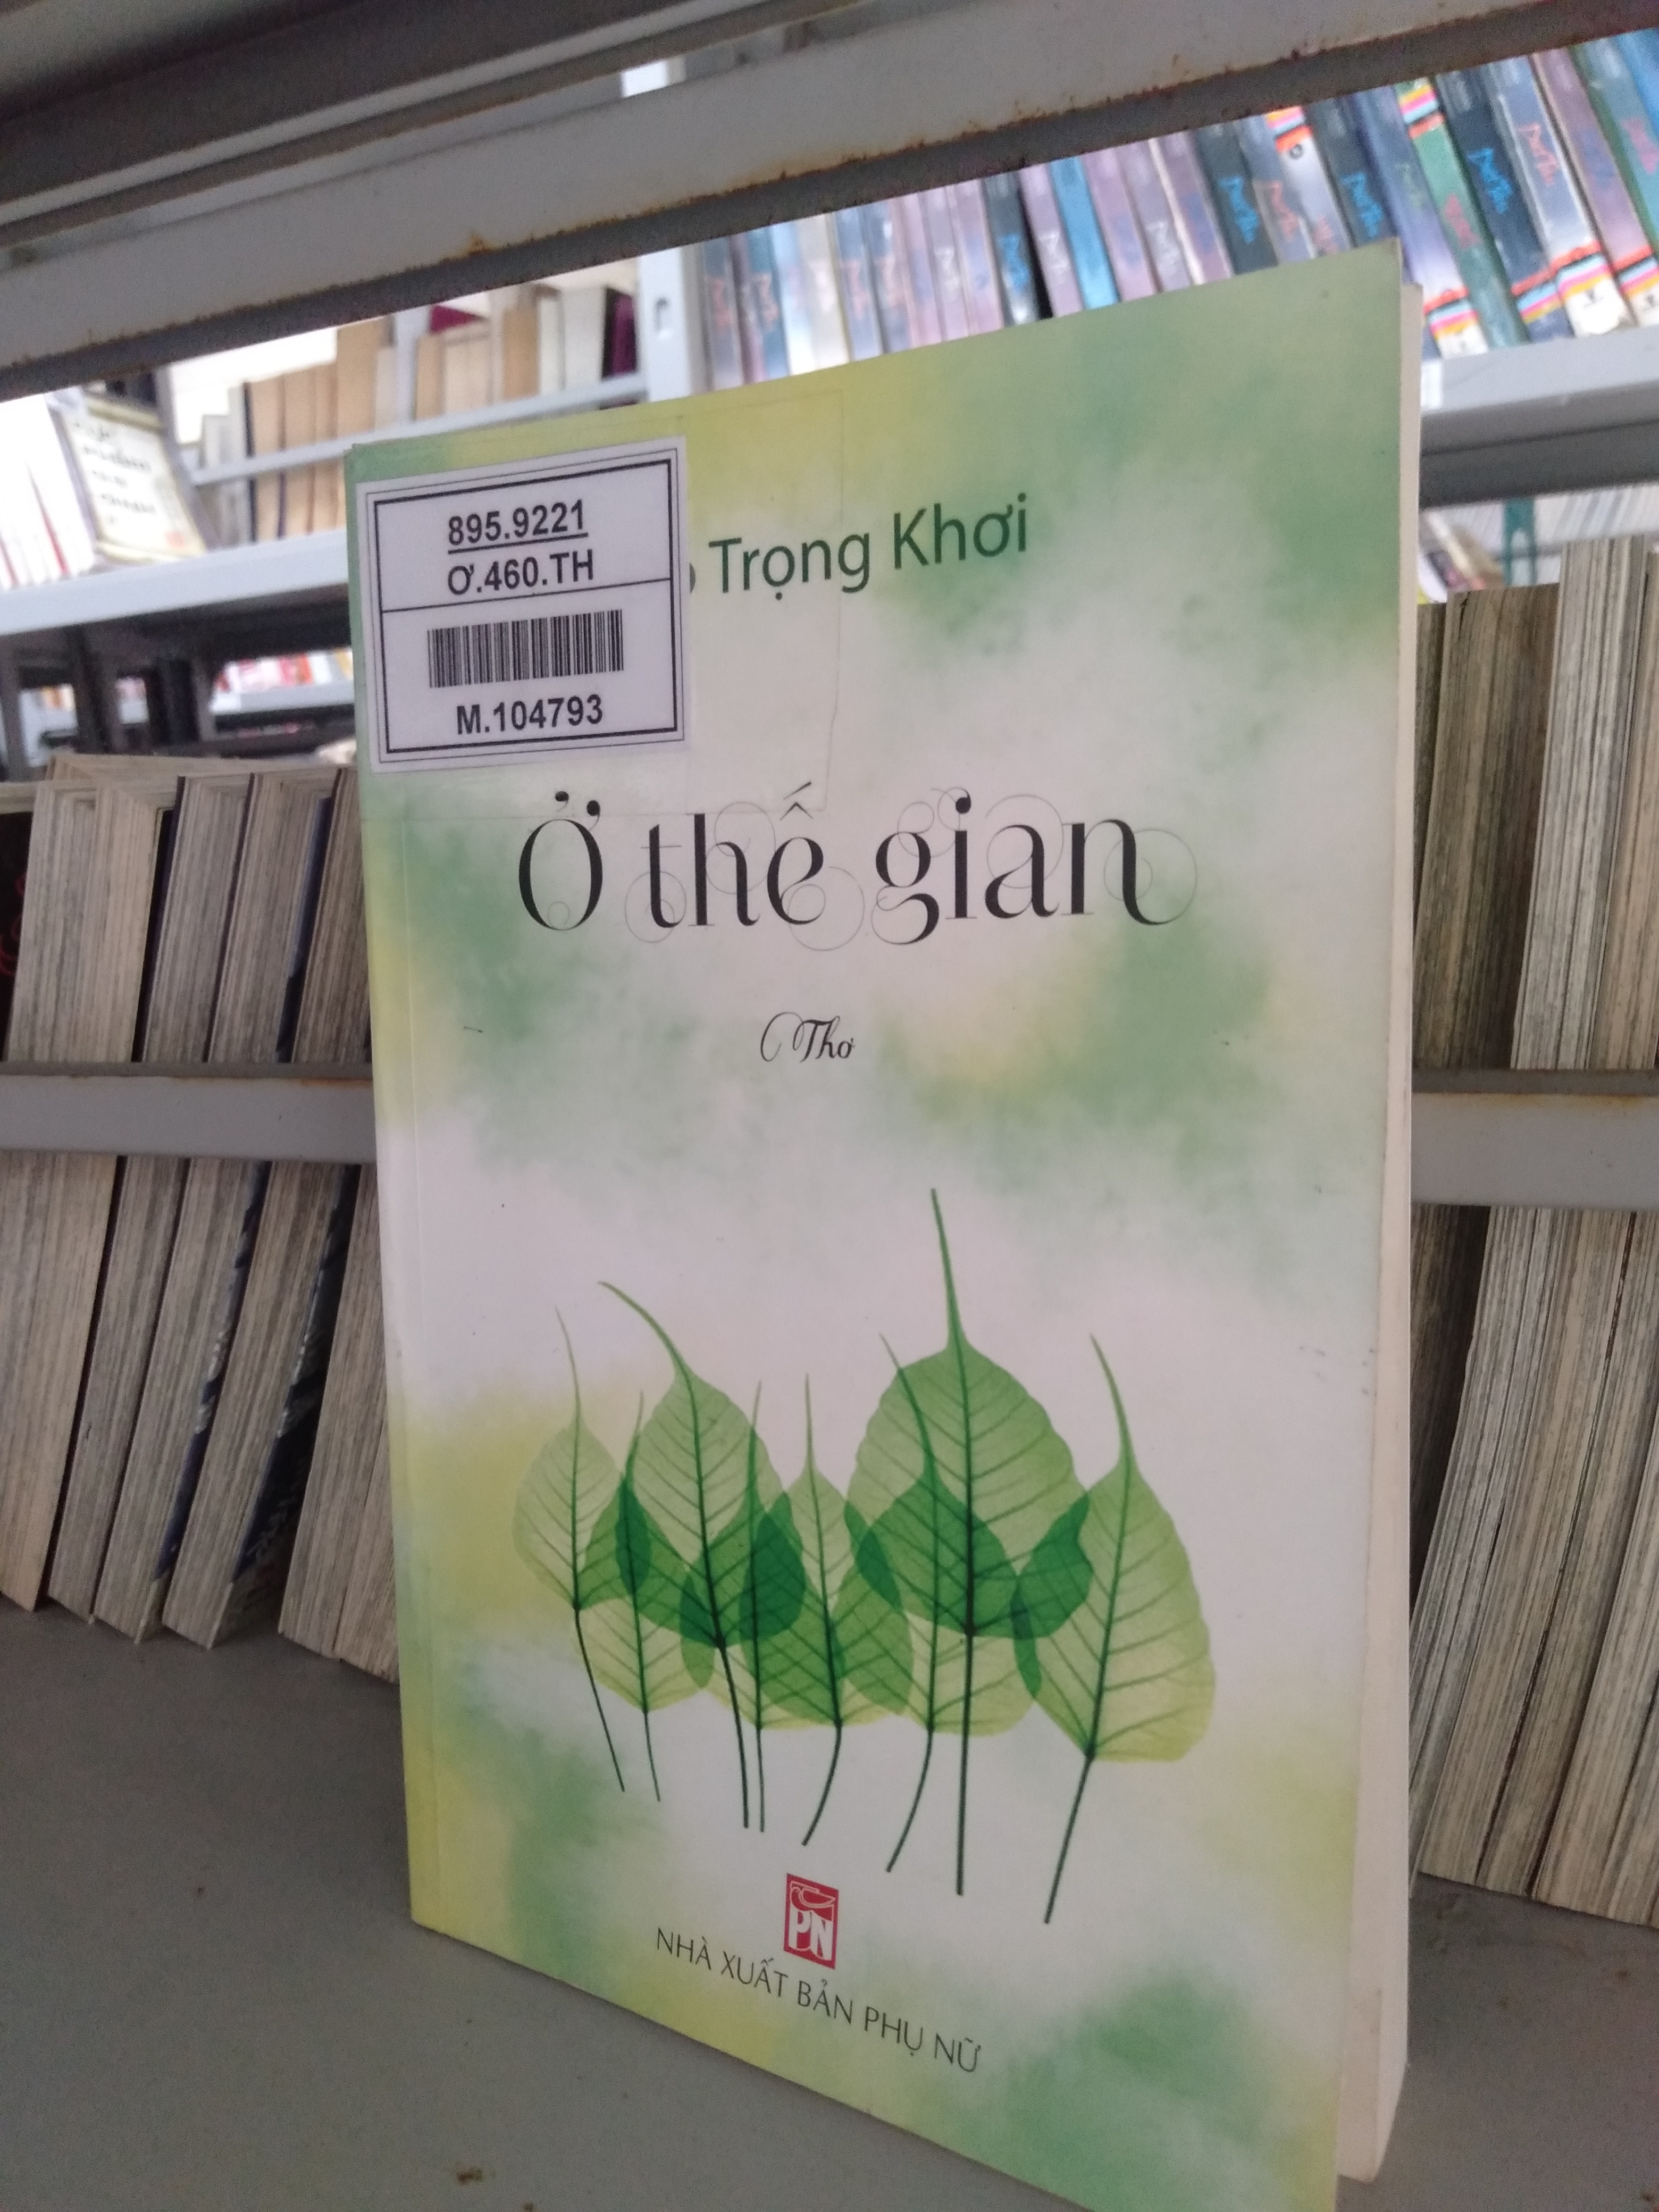 895.9221
Ơ.460.TH
M.104793
Trọng Khơi
Ở thế gian
Thơ
PN
NHÀ XUẤT BẢN PHỤ NỮ